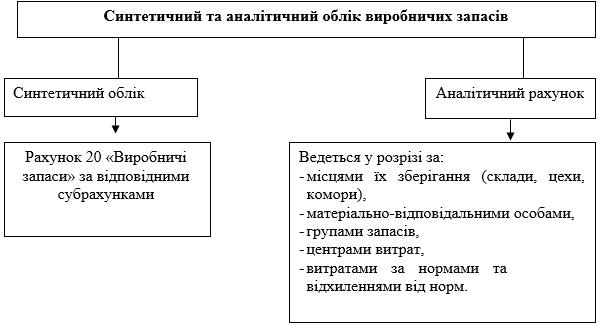 Синтетичний та аналітичний облік виробничих запасів
Синтетичний облік
Аналітичний рахунок
Рахунок 20 «Виробничі
запаси» за відповідними
субрахунками
Ведеться у розрізі за:
- місцями їх зберігання (склади, цехи,
комори),
- матеріально-відповідальними особами,
- групами запасів,
- центрами витрат,
- витратами за нормами та
відхиленнями від норм.